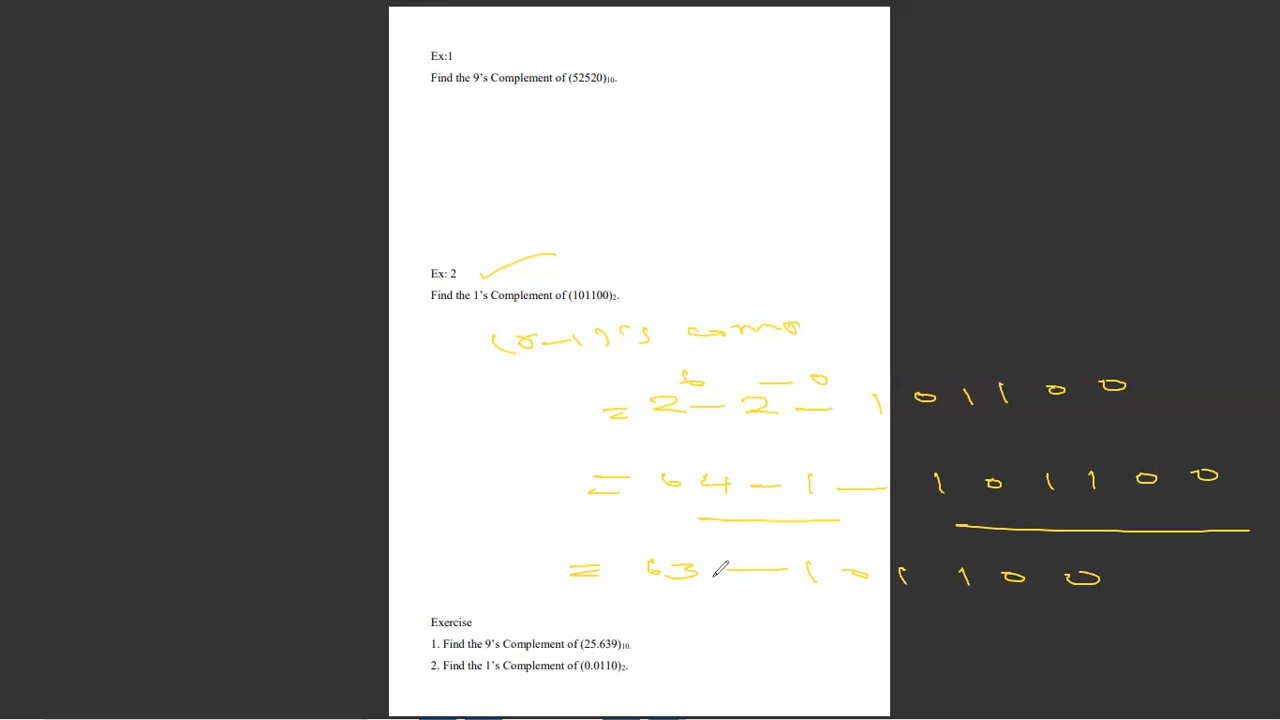 Ex:1
Find the 9's Complement of (52520)10.
Ex: 2
Find the 1's Complement of (101100)2.
(r-1)'s comp
= 2^6 - 2^-0 - 101100
= 64 - 1 - 101100
= 63 - 101100
Exercise
1. Find the 9's Complement of (25.639)10.
2. Find the 1's Complement of (0.0110)2.